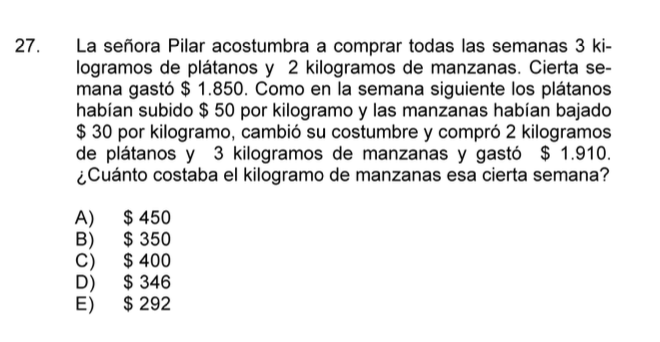 27. La señora Pilar acostumbra a comprar todas las semanas 3 ki-
logramos de plátanos y 2 kilogramos de manzanas. Cierta se-
mana gastó $ 1.850. Como en la semana siguiente los plátanos
habían subido $ 50 por kilogramo y las manzanas habían bajado
$ 30 por kilogramo, cambió su costumbre y compró 2 kilogramos
de plátanos y 3 kilogramos de manzanas y gastó $ 1.910.
¿Cuánto costaba el kilogramo de manzanas esa cierta semana?
A) $ 450
B) $ 350
C) $ 400
D) $ 346
E) $ 292